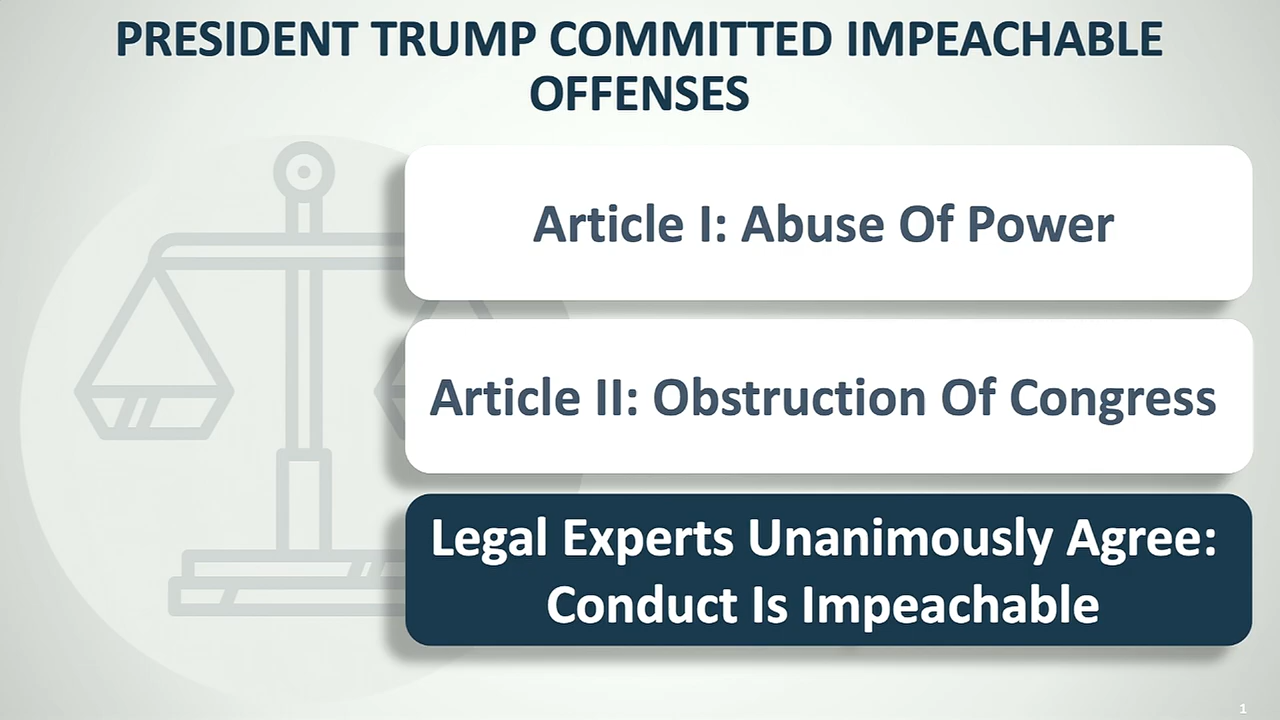 PRESIDENT TRUMP COMMITTED IMPEACHABLE
OFFENSES
Article I: Abuse Of Power
Article II: Obstruction Of Congress
Legal Experts Unanimously Agree:
Conduct Is Impeachable
1